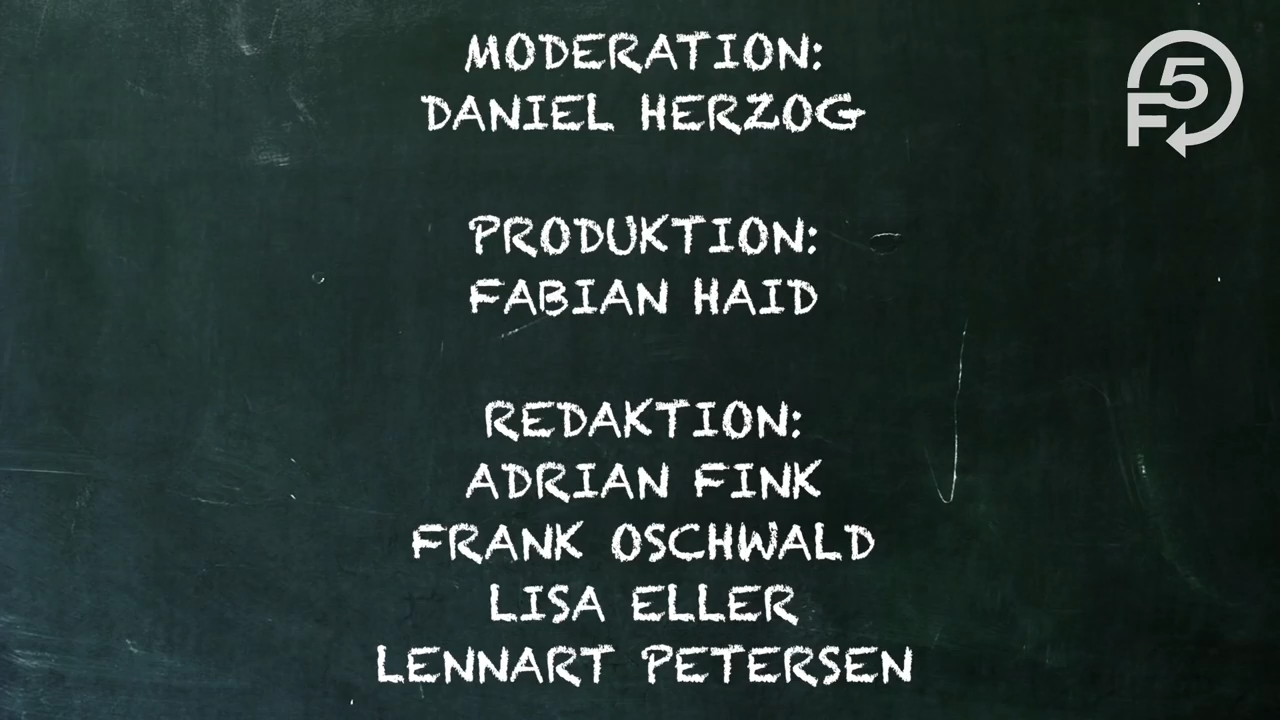 MODERATION:
DANIEL HERZOG
F5
PRODUKTION:
FABIAN HAID
REDAKTION:
ADRIAN FINK
FRANK OSCHWALD
LISA ELLER
LENNART PETERSEN